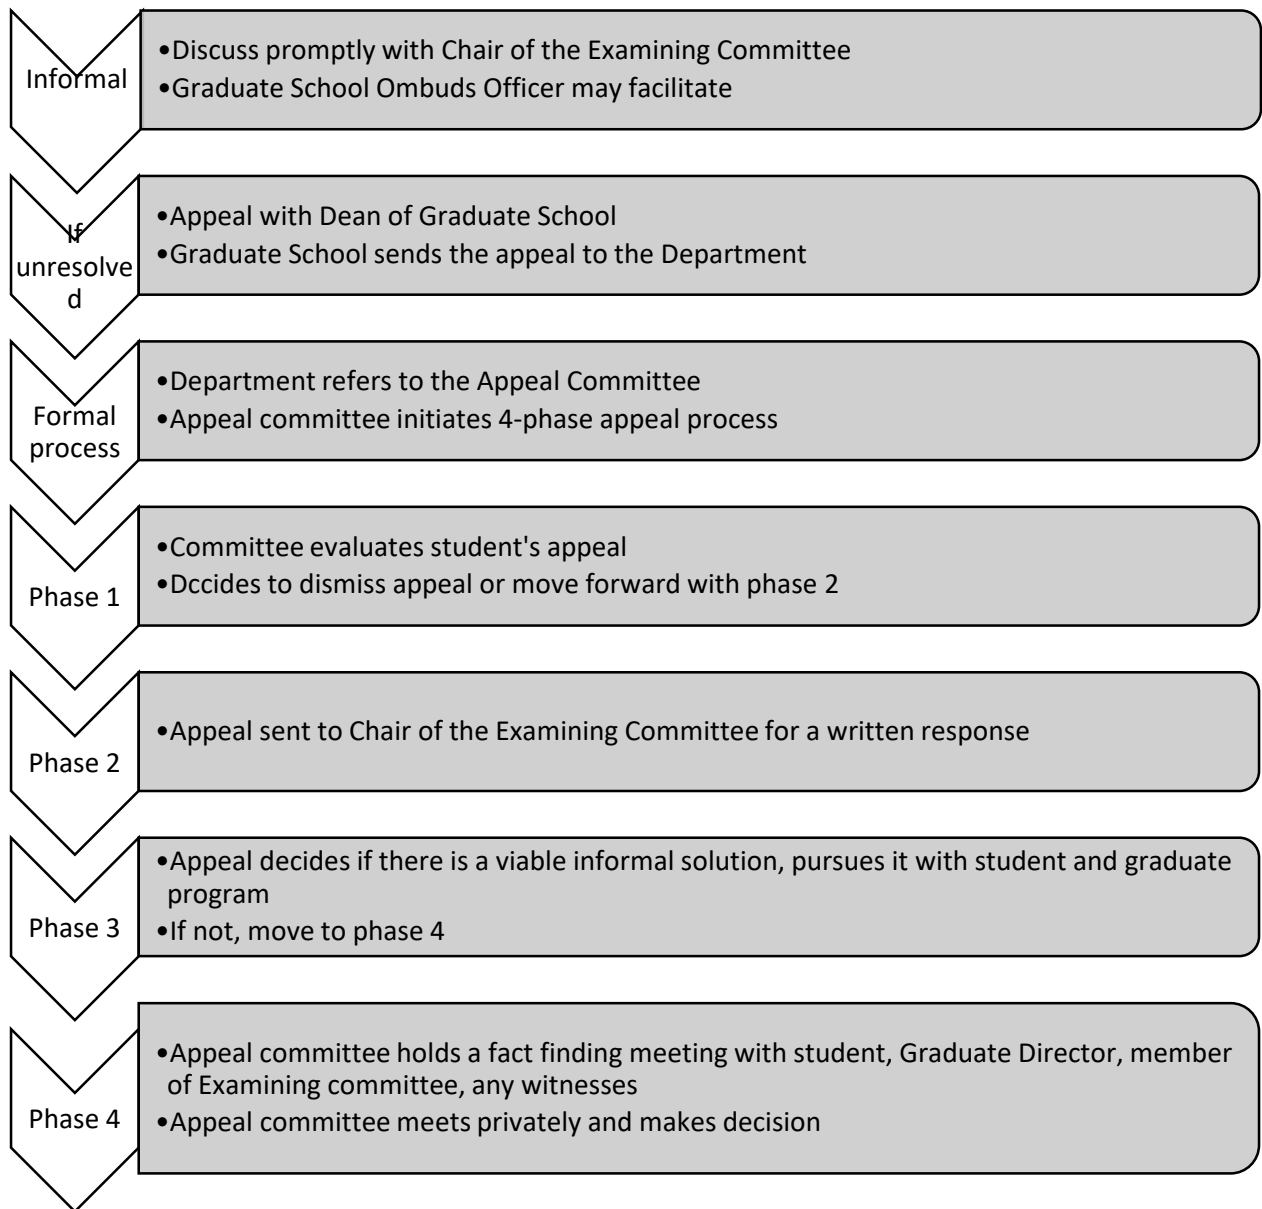 Informal
•Discuss promptly with Chair of the Examining Committee
•Graduate School Ombuds Officer may facilitate
If
unresolve
d
•Appeal with Dean of Graduate School
•Graduate School sends the appeal to the Department
Formal
process
•Department refers to the Appeal Committee
•Appeal committee initiates 4-phase appeal process
Phase 1
•Committee evaluates student's appeal
•Dccides to dismiss appeal or move forward with phase 2
Phase 2
•Appeal sent to Chair of the Examining Committee for a written response
Phase 3
•Appeal decides if there is a viable informal solution, pursues it with student and graduate
program
•If not, move to phase 4
Phase 4
•Appeal committee holds a fact finding meeting with student, Graduate Director, member
of Examining committee, any witnesses
•Appeal committee meets privately and makes decision